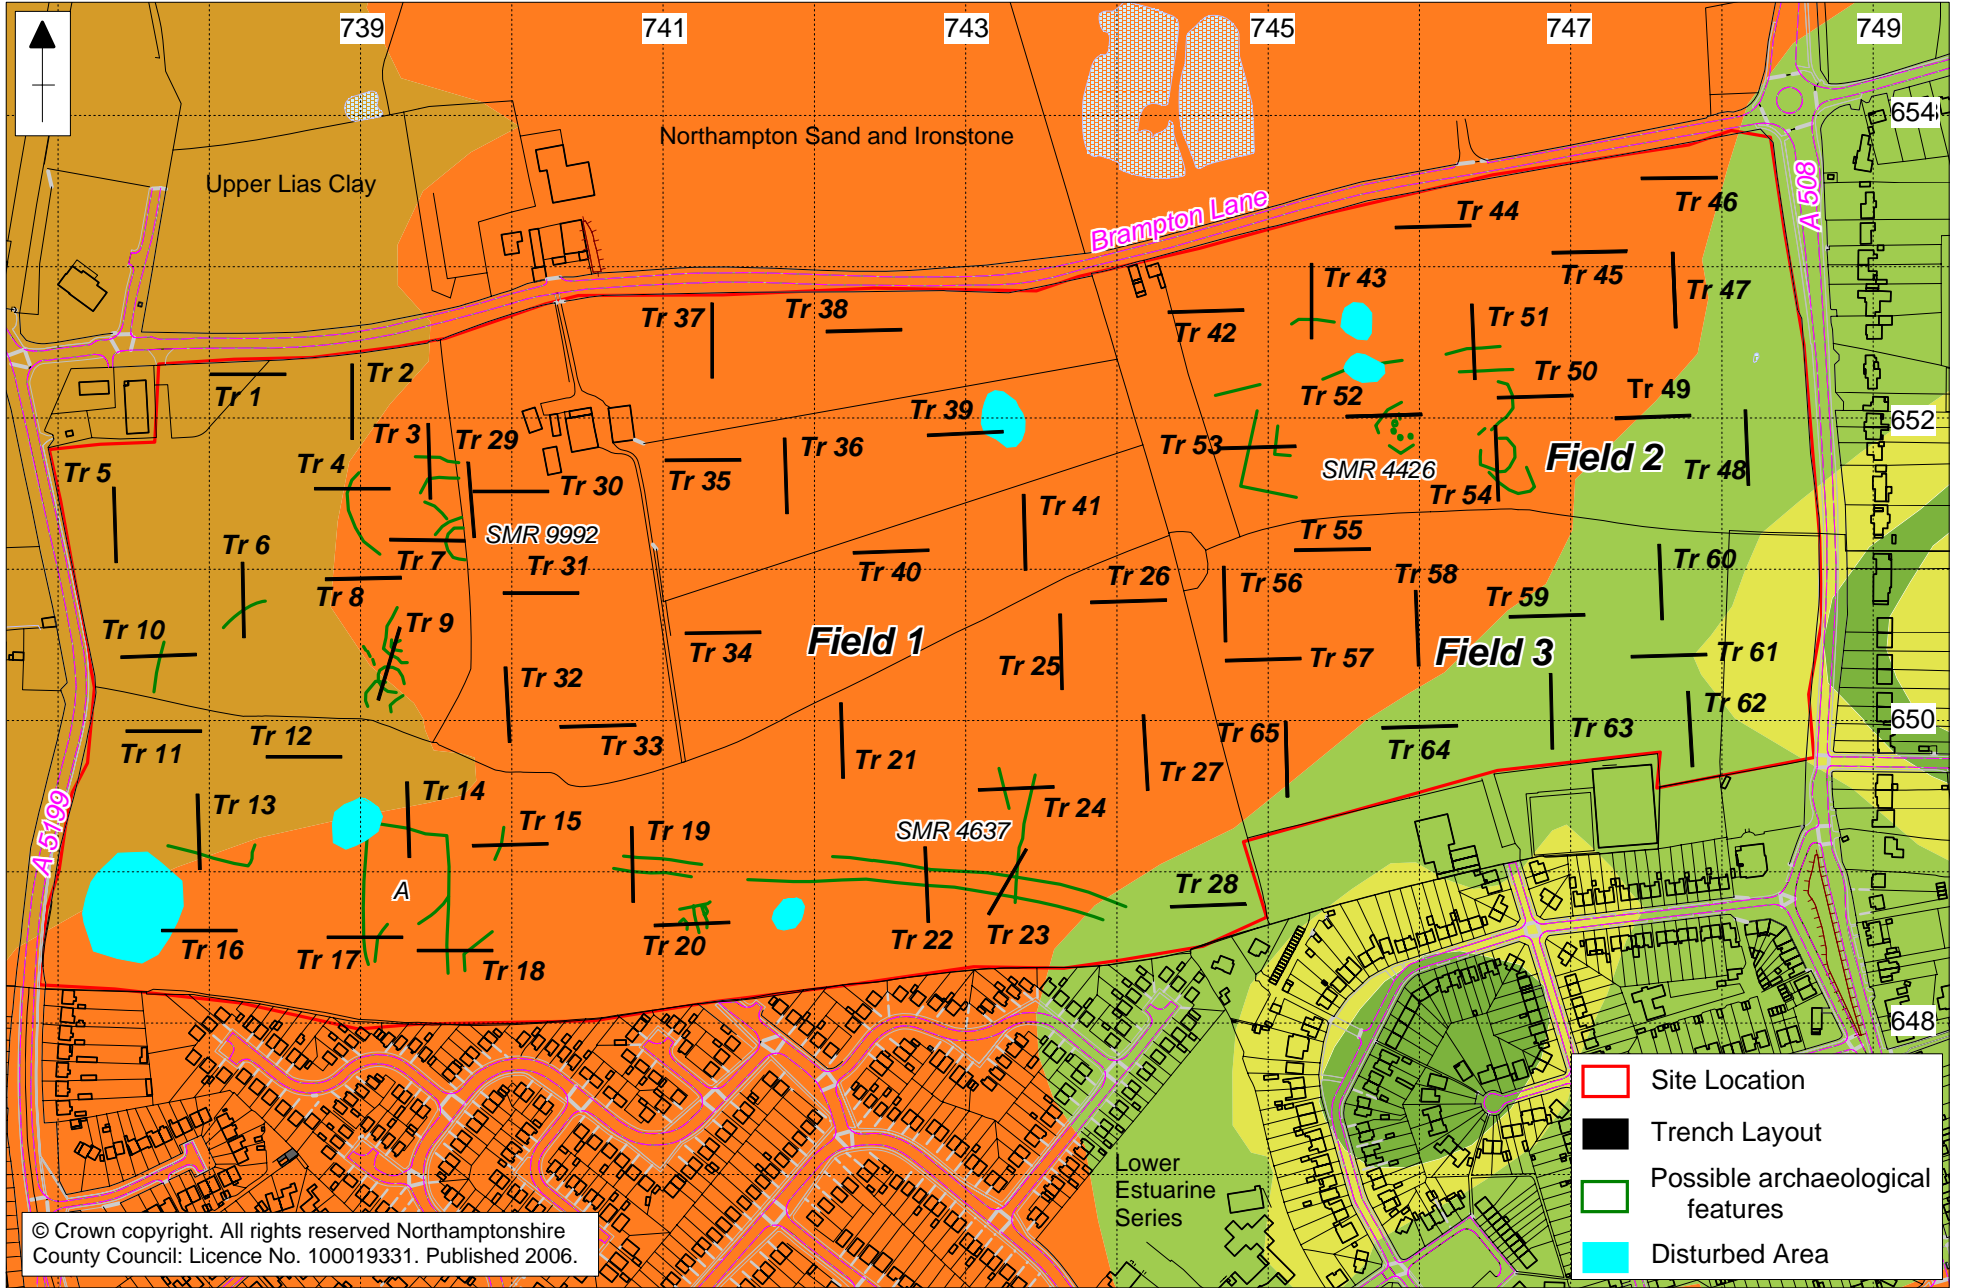 739
741
743
745
747
749
654
Northampton Sand and Ironstone
Upper Lias Clay
A 508
Brampton Lane
Tr 46
Tr 44
Tr 45
Tr 43
Tr 47
Tr 37
Tr 38
Tr 42
Tr 51
Tr 1
Tr 2
Tr 50
Tr 49
Tr 52
Tr 39
652
Tr 3
Tr 29
Tr 36
Tr 53
Field 2
Tr 4
Tr 5
Tr 30
Tr 35
SMR 4426
Tr 48
Tr 54
Tr 41
SMR 9992
Tr 55
Tr 6
Tr 7
Tr 31
Tr 40
Tr 26
Tr 56
Tr 58
Tr 60
Tr 8
Tr 59
Tr 9
Tr 10
Field 1
Tr 34
Tr 25
Field 3
Tr 57
Tr 61
Tr 32
Tr 62
650
Tr 11
Tr 12
Tr 33
Tr 21
Tr 65
Tr 63
Tr 64
Tr 27
Tr 14
Tr 13
Tr 15
Tr 24
Tr 19
SMR 4637
A 5199
A
Tr 28
Tr 16
Tr 17
Tr 18
Tr 20
Tr 22
Tr 23
648
Site Location
Trench Layout
Possible archaeological
features
Disturbed Area
Lower
Estuarine
Series
© Crown copyright. All rights reserved Northamptonshire
County Council: Licence No. 100019331. Published 2006.